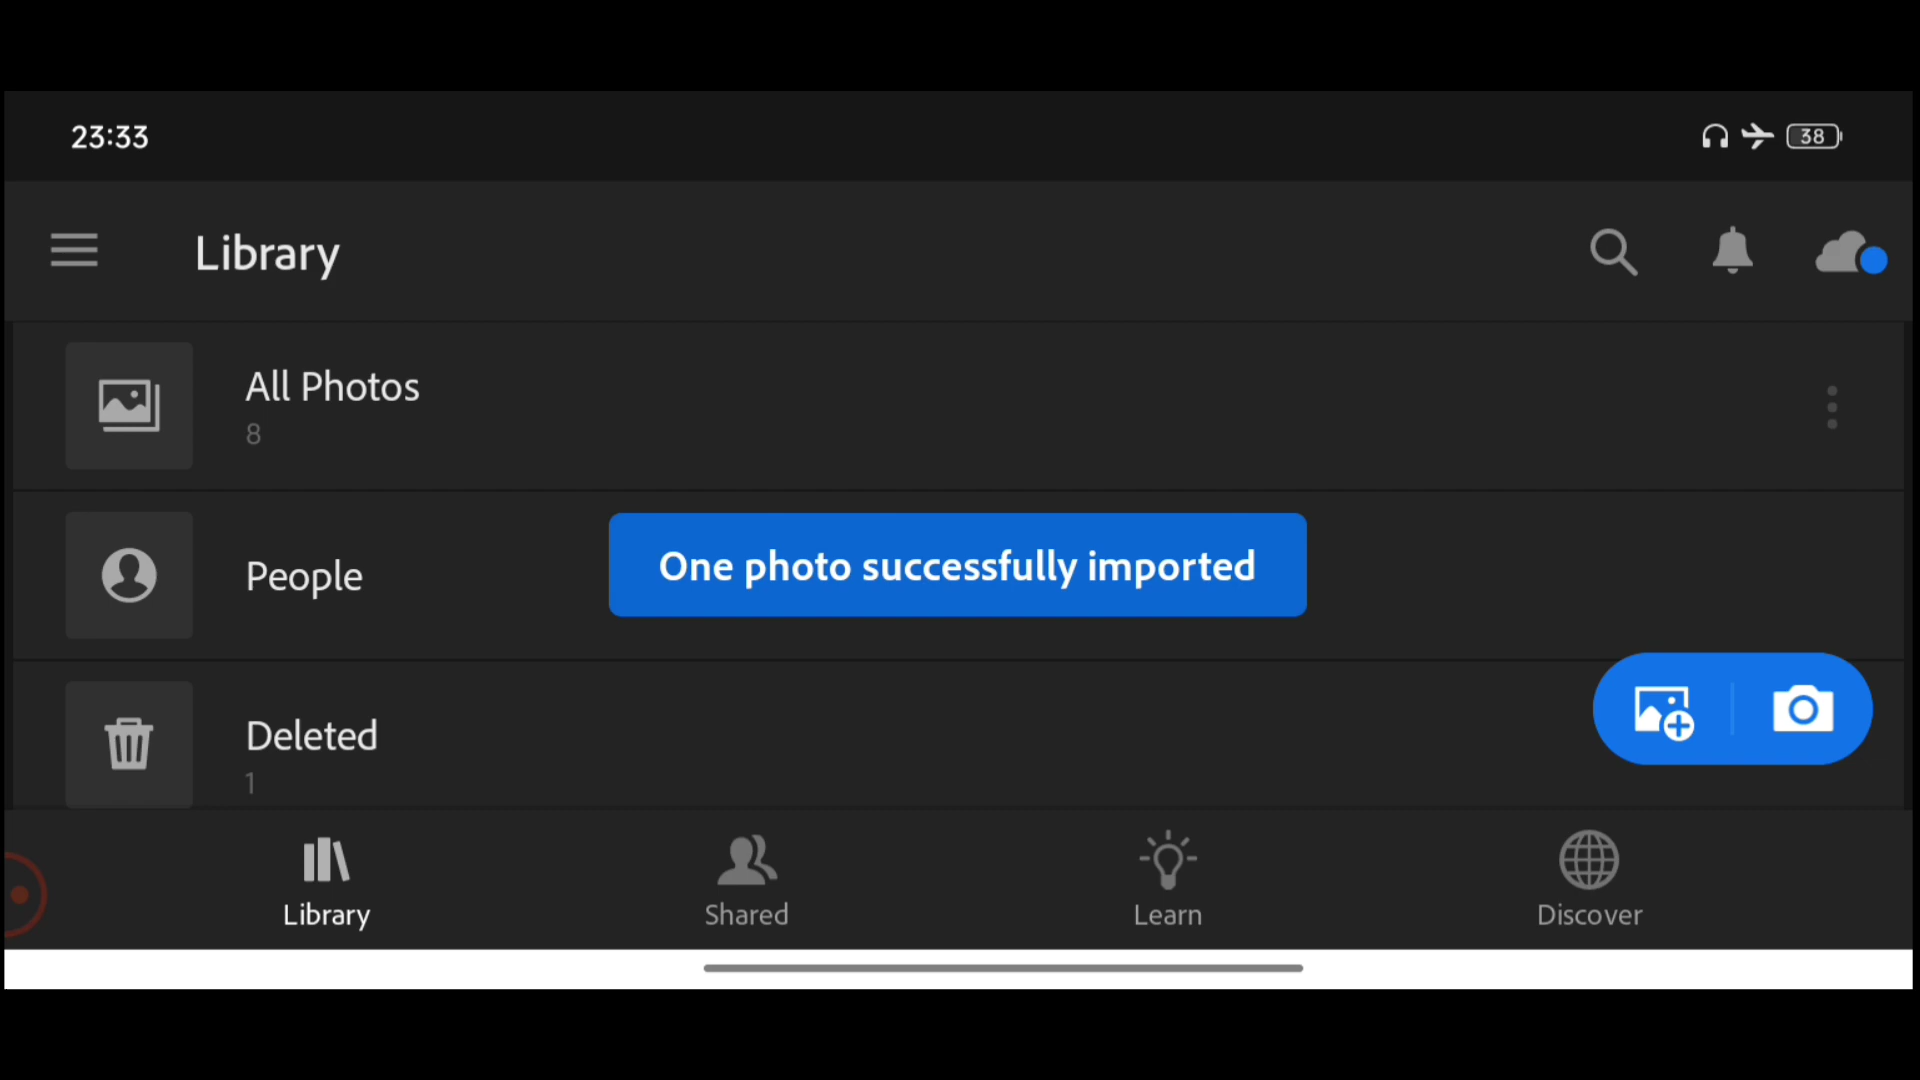 23:33
38
Library
All Photos
8
People
One photo successfully imported
Deleted
1
Library
Shared
Learn
Discover